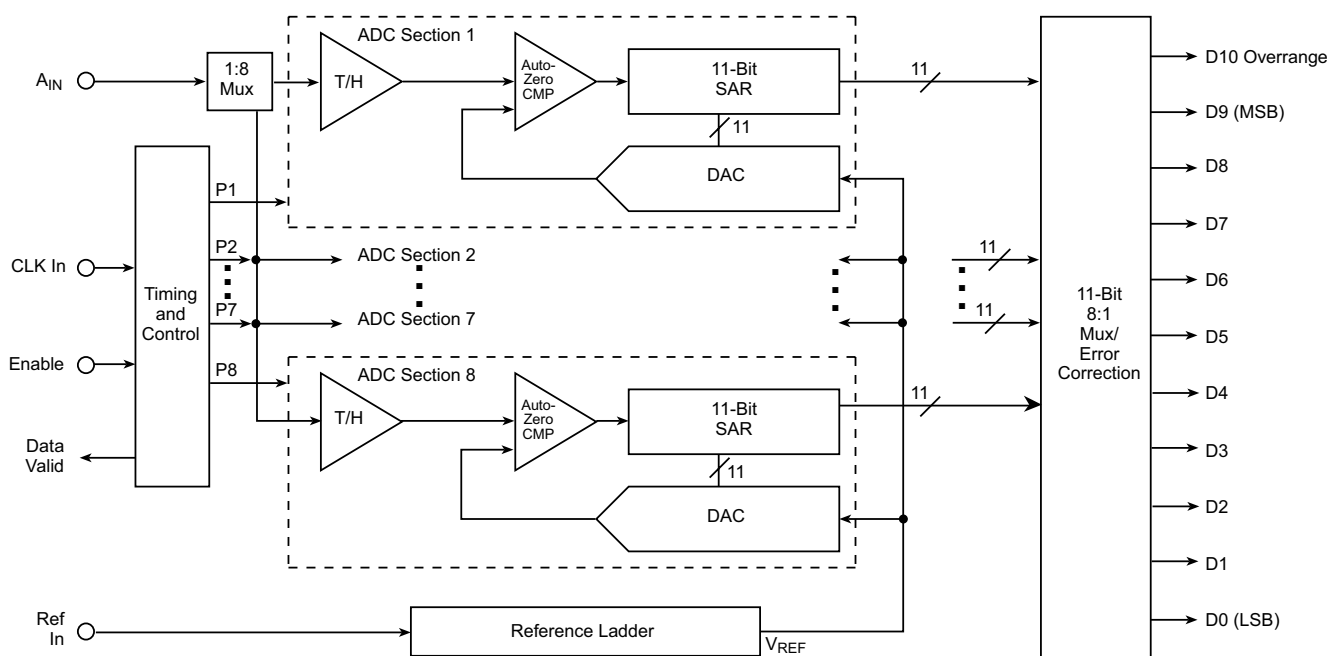 ADC Section 1
A_IN
1:8
Mux
T/H
Auto-
Zero
CMP
11-Bit
SAR
11
11
DAC
P1
P2
P7
P8
CLK In
Enable
Data
Valid
Timing
and
Control
ADC Section 2
ADC Section 7
11
11
ADC Section 8
T/H
Auto-
Zero
CMP
11-Bit
SAR
11
11
DAC
Ref
In
Reference Ladder
V_REF
11-Bit
8:1
Mux/
Error
Correction
D10 Overrange
D9 (MSB)
D8
D7
D6
D5
D4
D3
D2
D1
D0 (LSB)